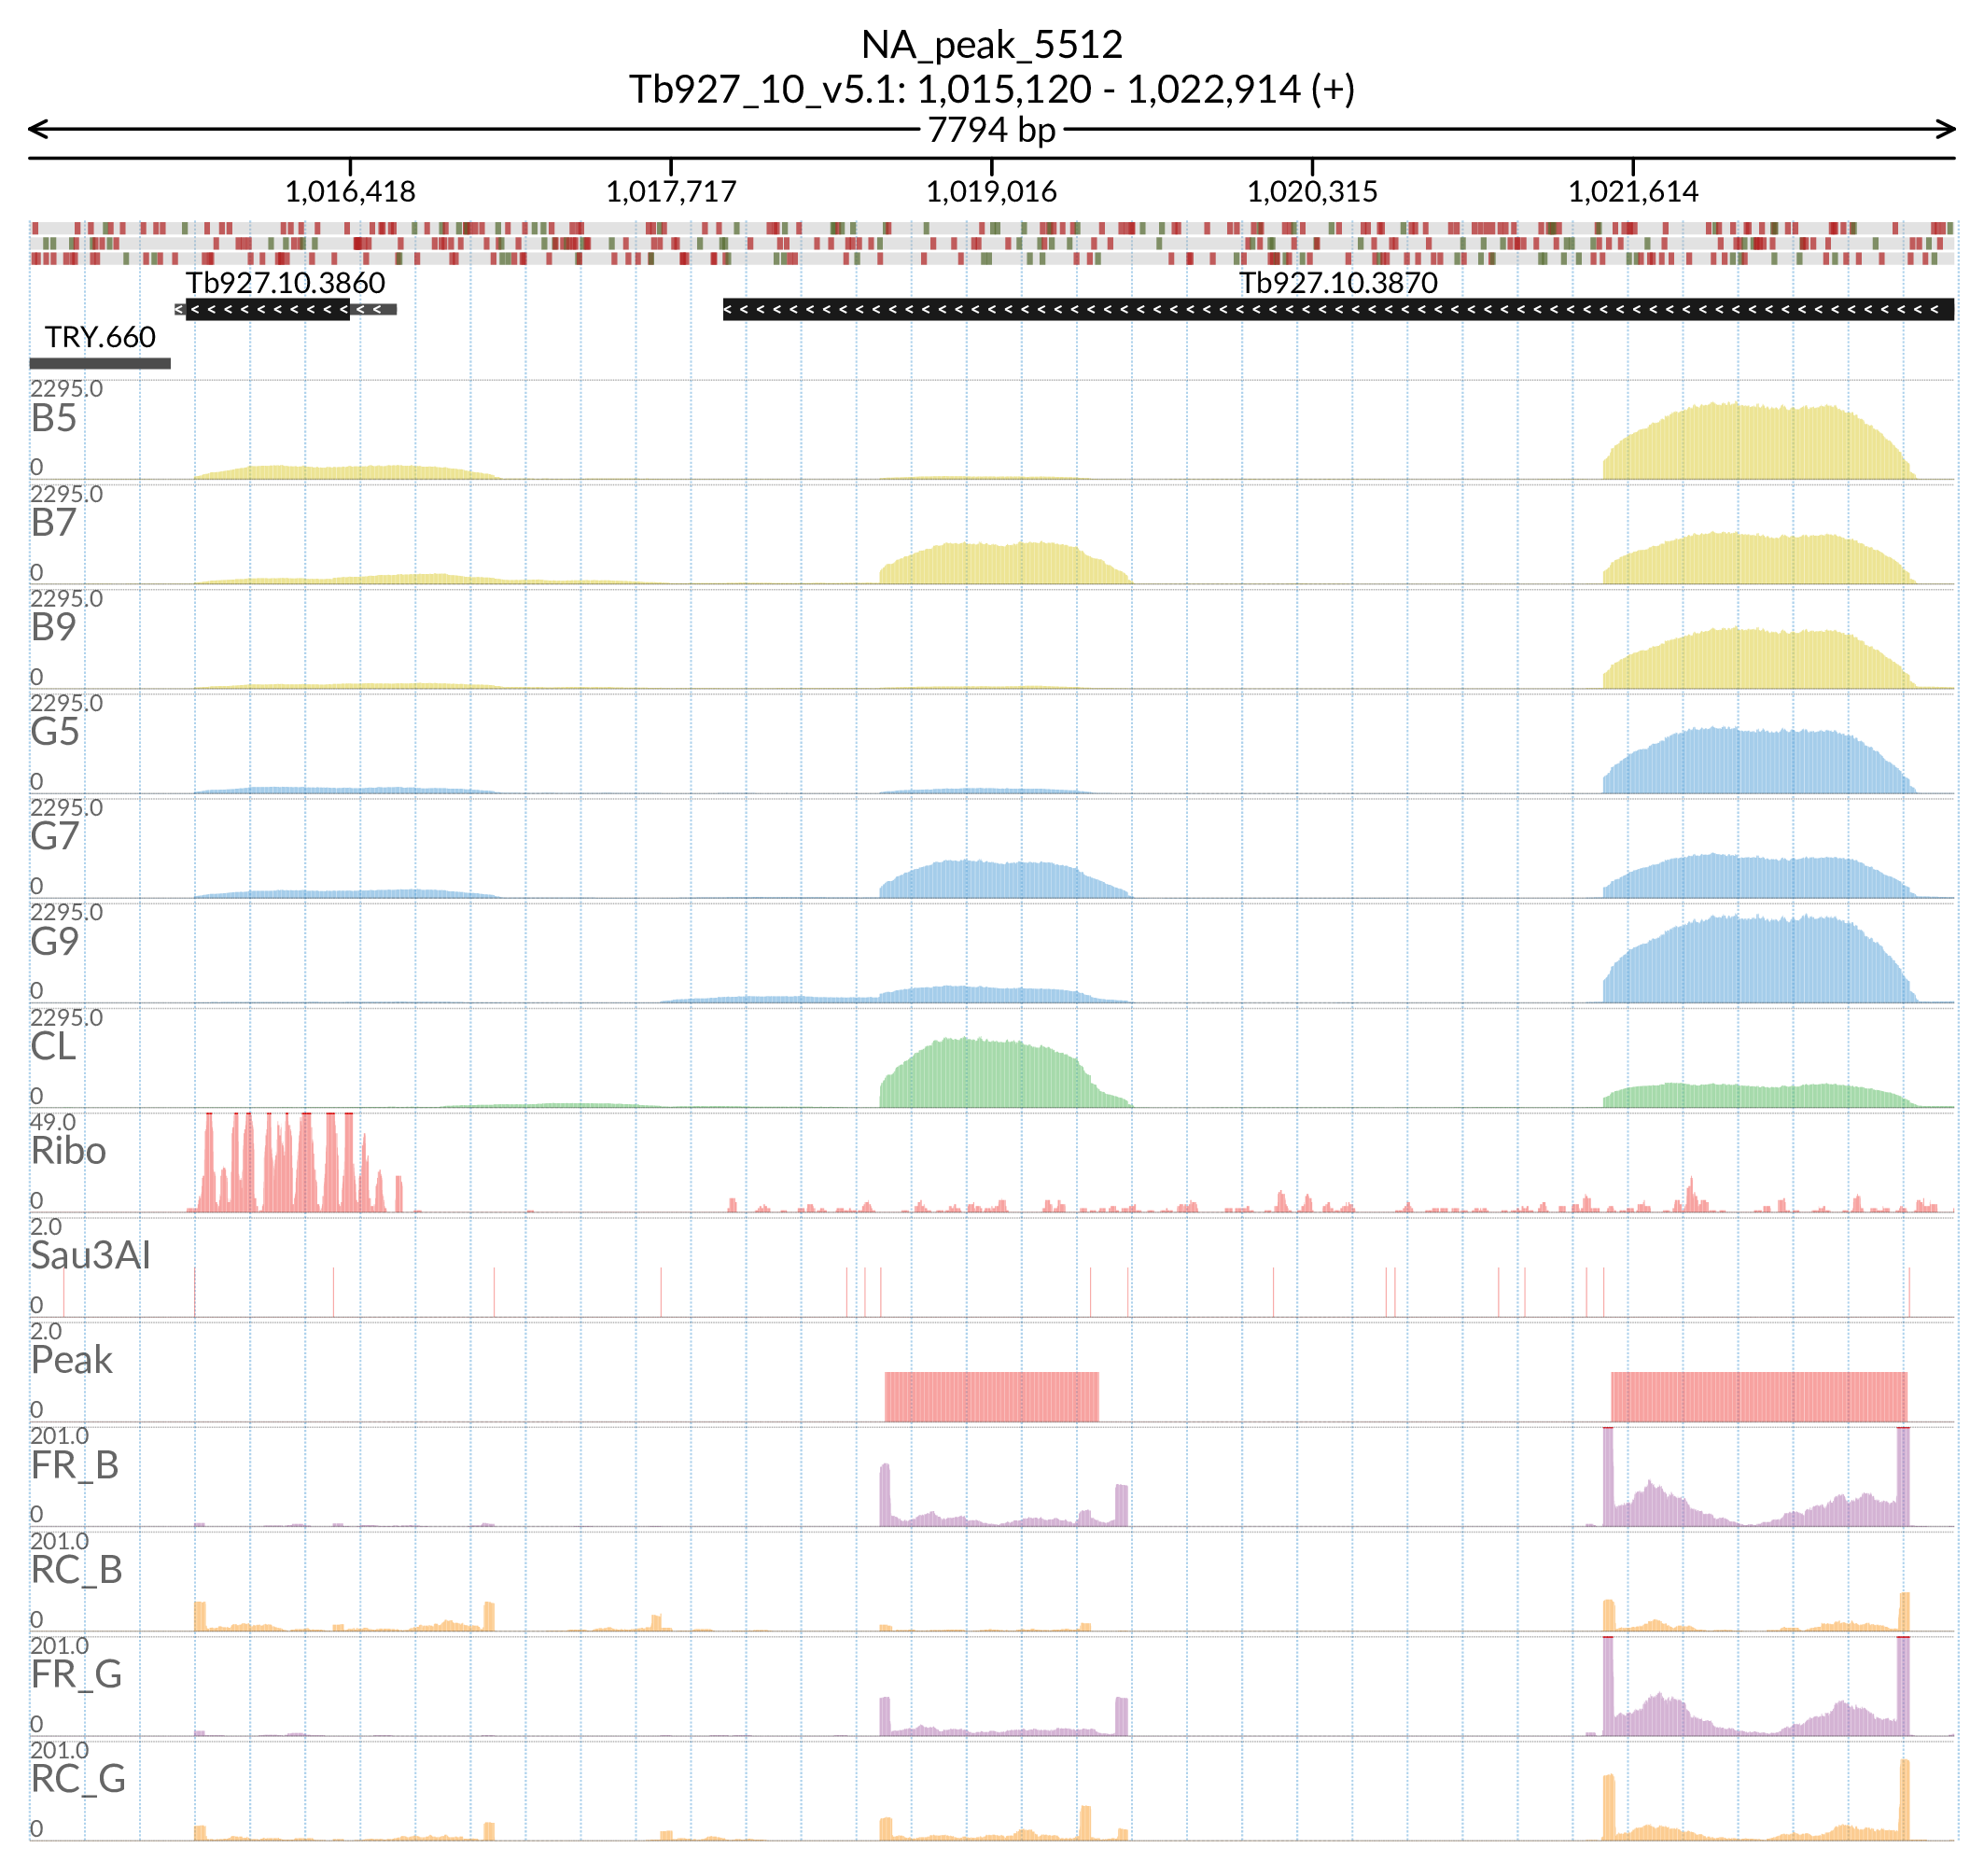 NA_peak_5512
Tb927_10_v5.1: 1,015,120 - 1,022,914 (+)
7794 bp
1,016,418 1,017,717 1,019,016 1,020,315 1,021,614
Tb927.10.3860 Tb927.10.3870
TRY.660
2295.0
B5
0
2295.0
B7
0
2295.0
B9
0
2295.0
G5
0
2295.0
G7
0
2295.0
G9
0
2295.0
CL
0
49.0
Ribo
0
2.0
Sau3AI
0
2.0
Peak
0
201.0
FR_B
0
201.0
RC_B
0
201.0
FR_G
0
201.0
RC_G
0